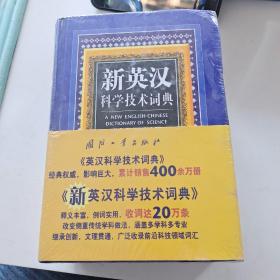 新英汉
科学技术词典
A NEW ENGLISH-CHINESE
DICTIONARY OF SCIENCE
国防工业出版社
《英汉科学技术词典》
经典权威，影响巨大，累计销售400余万册
《新英汉科学技术词典》
释义丰富，例词实用，收词达20万条
改变侧重传统学科做法，涵盖多学科多专业
继承创新，文理贯通，广泛收录前沿科技领域词汇